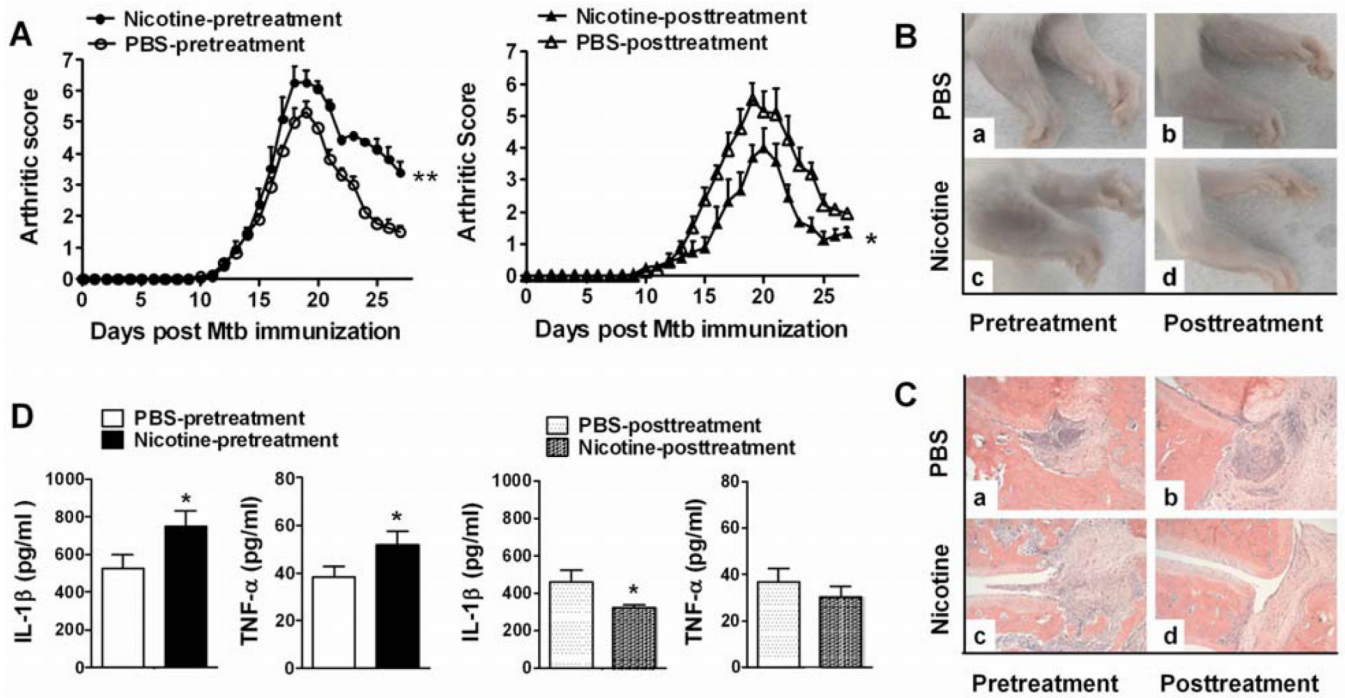 A
Nicotine-pretreatment
PBS-pretreatment
Arthritic score
7
6
5
4
3
2
1
0
0 5 10 15 20 25
**
Days post Mtb immunization
Nicotine-posttreatment
PBS-posttreatment
Arthritic Score
7
6
5
4
3
2
1
0
0 5 10 15 20 25
*
Days post Mtb immunization
B
PBS
Nicotine
a
b
c
d
Pretreatment Posttreatment
D
PBS-pretreatment
Nicotine-pretreatment
IL-1β (pg/ml )
1000
800
600
400
200
0
*
TNF-α (pg/ml)
80
60
40
20
0
*
PBS-posttreatment
Nicotine-posttreatment
IL-1β (pg/ml)
1000
800
600
400
200
0
*
TNF-α (pg/ml)
80
60
40
20
0
C
PBS
Nicotine
a
b
c
d
Pretreatment Posttreatment